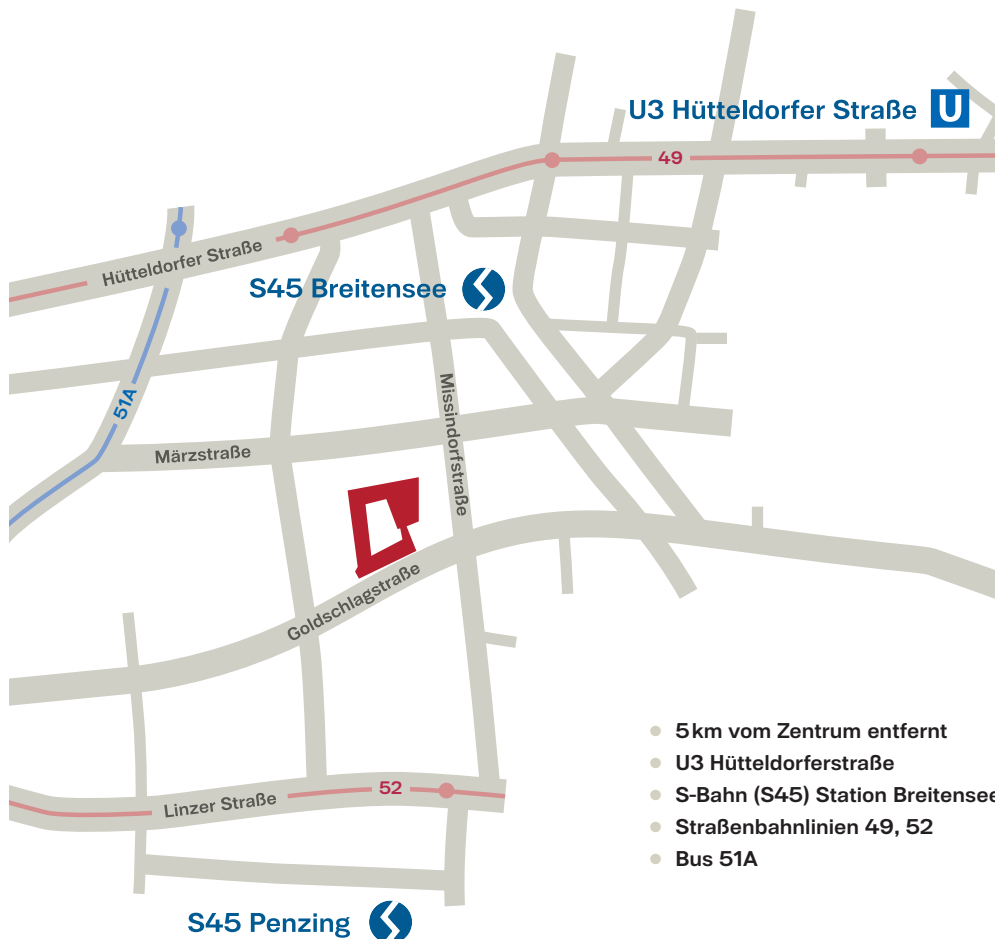 U3 Hütteldorfer Straße U
49
Hütteldorfer Straße
S45 Breitensee
51A
Missindorfstraße
Märzstraße
Goldschlagstraße
5 km vom Zentrum entfernt
U3 Hütteldorferstraße
S-Bahn (S45) Station Breitensee
Straßenbahnlinien 49, 52
Bus 51A
52
Linzer Straße
S45 Penzing